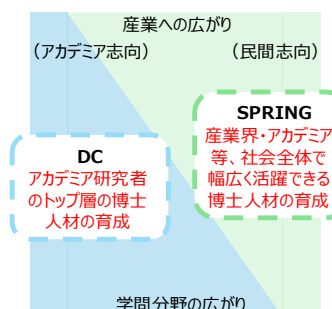 産業への広がり
（アカデミア志向）
（民間志向）
SPRING
産業界・アカデミア
等、社会全体で
幅広く活躍できる
博士人材の育成
DC
アカデミア研究者
のトップ層の博士
人材の育成
学問分野の広がり